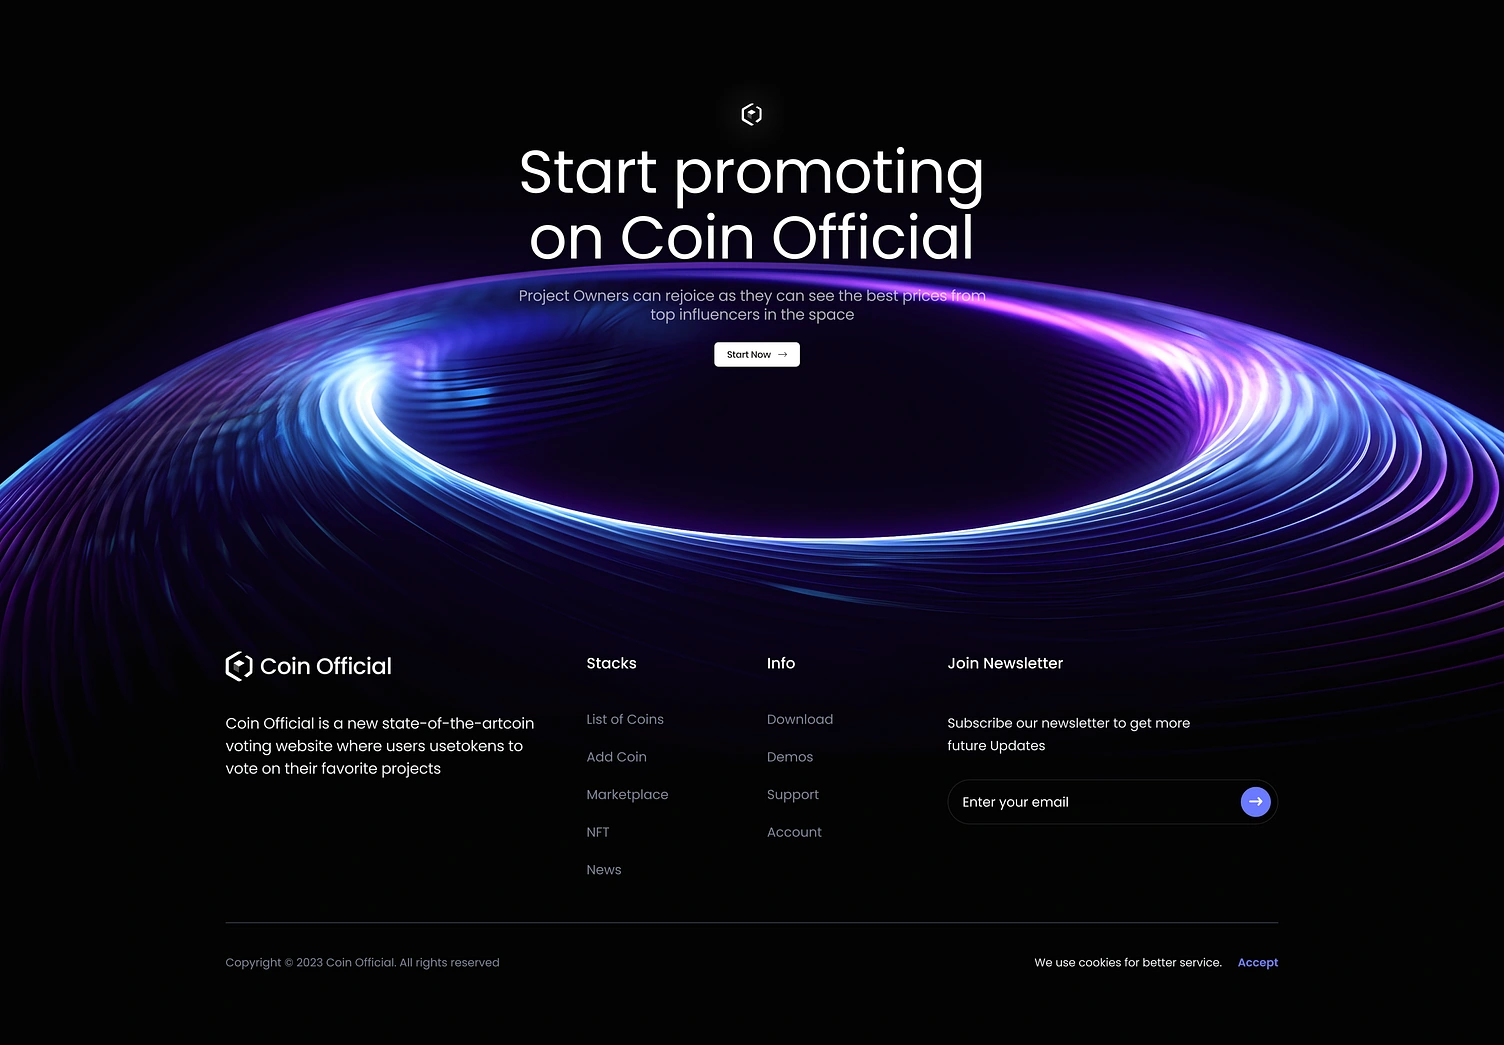 Start promoting
on Coin Official
Project Owners can rejoice as they can see the best prices from
top influencers in the space
Start Now
Coin Official
Coin Official is a new state-of-the-artcoin
voting website where users usetokens to
vote on their favorite projects
Stacks
List of Coins
Add Coin
Marketplace
NFT
News
Info
Download
Demos
Support
Account
Join Newsletter
Subscribe our newsletter to get more
future Updates
Enter your email
Copyright © 2023 Coin Official. All rights reserved
We use cookies for better service.
Accept